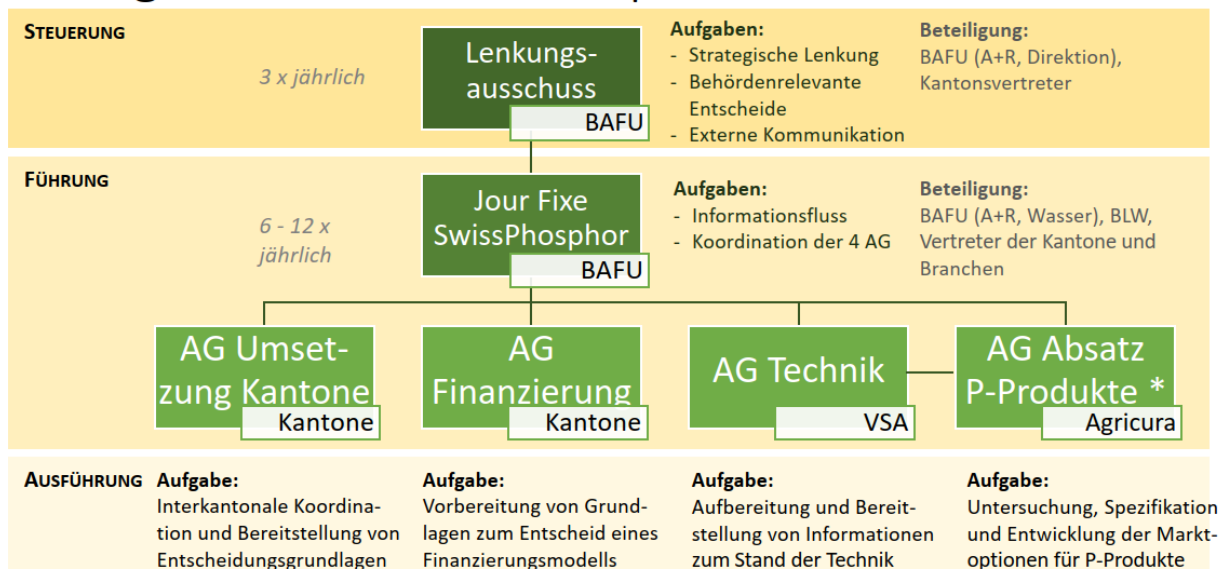 STEUERUNG
3 x jährlich
Lenkungs-
ausschuss
BAFU
Aufgaben:
- Strategische Lenkung
- Behördenrelevante
Entscheide
- Externe Kommunikation
Beteiligung:
BAFU (A+R, Direktion),
Kantonsvertreter
FÜHRUNG
6 - 12 x
jährlich
Jour Fixe
SwissPhosphor
BAFU
Aufgaben:
- Informationsfluss
- Koordination der 4 AG
Beteiligung:
BAFU (A+R, Wasser), BLW,
Vertreter der Kantone und
Branchen
AG Umset-
zung Kantone
Kantone
AG
Finanzierung
Kantone
AG Technik
VSA
AG Absatz
P-Produkte *
Agricura
AUSFÜHRUNG
Aufgabe:
Interkantonale Koordina-
tion und Bereitstellung von
Entscheidungsgrundlagen
Aufgabe:
Vorbereitung von Grund-
lagen zum Entscheid eines
Finanzierungsmodells
Aufgabe:
Aufbereitung und Bereit-
stellung von Informationen
zum Stand der Technik
Aufgabe:
Untersuchung, Spezifikation
und Entwicklung der Markt-
optionen für P-Produkte